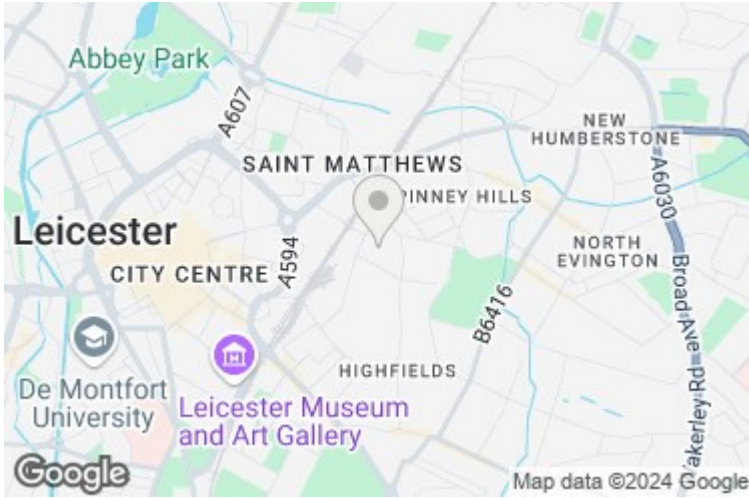 Abbey Park
A607
NEW
HUMBERSTONE
SAINT MATTHEWS
A6030
PINNEY HILLS
Leicester
A594
NORTH
EVINGTON
CITY CENTRE
Broad Ave
B6416
HIGHFIELDS
De Montfort
University
Leicester Museum
and Art Gallery
akerley Rd
Google
Map data ©2024 Google